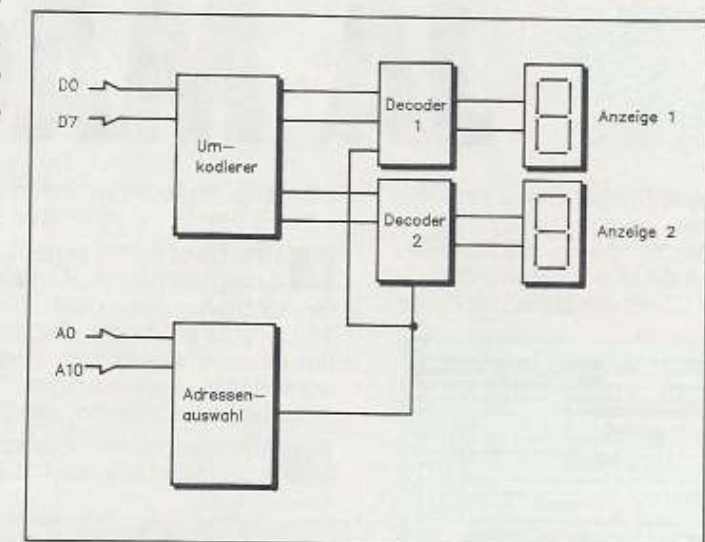 D0
D7
Um-
kodierer
Decoder
1
Anzeige 1
Decoder
2
Anzeige 2
A0
A10
Adressen-
auswahl